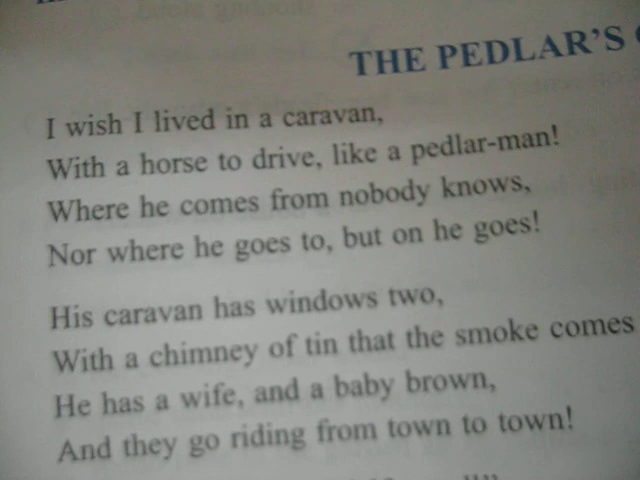 THE PEDLAR'S
I wish I lived in a caravan,
With a horse to drive, like a pedlar-man!
Where he comes from nobody knows,
Nor where he goes to, but on he goes!
His caravan has windows two,
With a chimney of tin that the smoke comes
He has a wife, and a baby brown,
And they go riding from town to town!